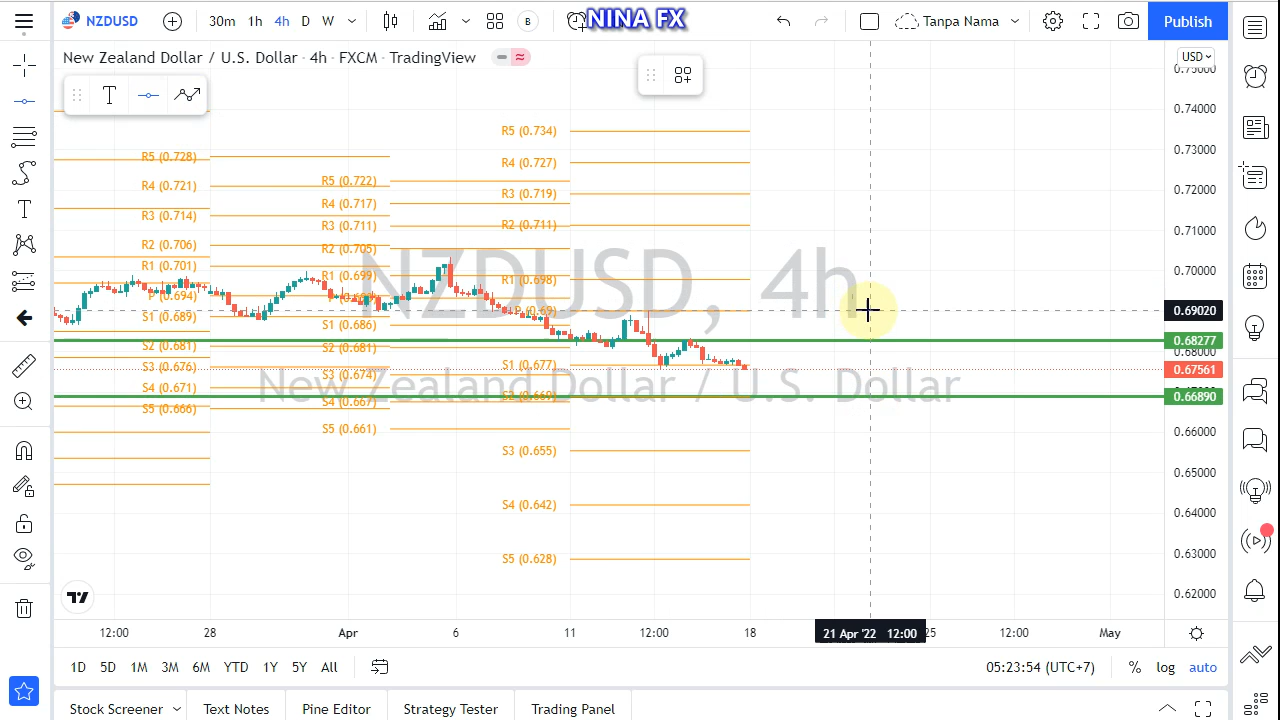 NZDUSD 30m 1h 4h D W B NINA FX Tanpa Nama Publish
New Zealand Dollar / U.S. Dollar · 4h · FXCM · TradingView
USD
0.75000
T
0.74000
R5 (0.734)
0.73000
R5 (0.728)
R4 (0.727)
R5 (0.722)
R4 (0.721)
0.72000
R3 (0.719)
R4 (0.717)
R3 (0.714)
R3 (0.711)
R2 (0.711)
0.71000
R2 (0.706)
R2 (0.705)
R1 (0.701)
0.70000
R1 (0.699)
R1 (0.698)
NZDUSD, 4h
P (0.694)
P (0.69)
0.69020
S1 (0.689)
S1 (0.686)
0.68277
S2 (0.681)
S2 (0.681)
0.68000
S1 (0.677)
S3 (0.676)
0.67561
S3 (0.674)
New Zealand Dollar / U.S. Dollar
S4 (0.671)
S2 (0.669)
0.66890
S4 (0.667)
S5 (0.666)
S5 (0.661)
0.66000
S3 (0.655)
0.65000
S4 (0.642)
0.64000
S5 (0.628)
0.63000
0.62000
12:00 28 Apr 6 11 12:00 18 21 Apr '22 12:00 25 12:00 May
1D 5D 1M 3M 6M YTD 1Y 5Y All 05:23:54 (UTC+7) % log auto
Stock Screener Text Notes Pine Editor Strategy Tester Trading Panel